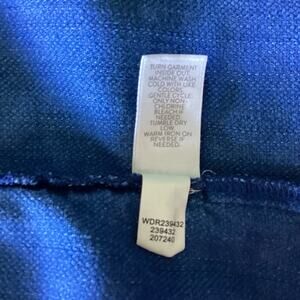 TURN GARMENT
INSIDE OUT.
MACHINE WASH
COLD WITH LIKE
COLORS.
GENTLE CYCLE.
ONLY NON-
CHLORINE
BLEACH IF
NEEDED.
TUMBLE DRY
LOW.
WARM IRON ON
REVERSE IF
NEEDED.
WDR239432
239432
207240